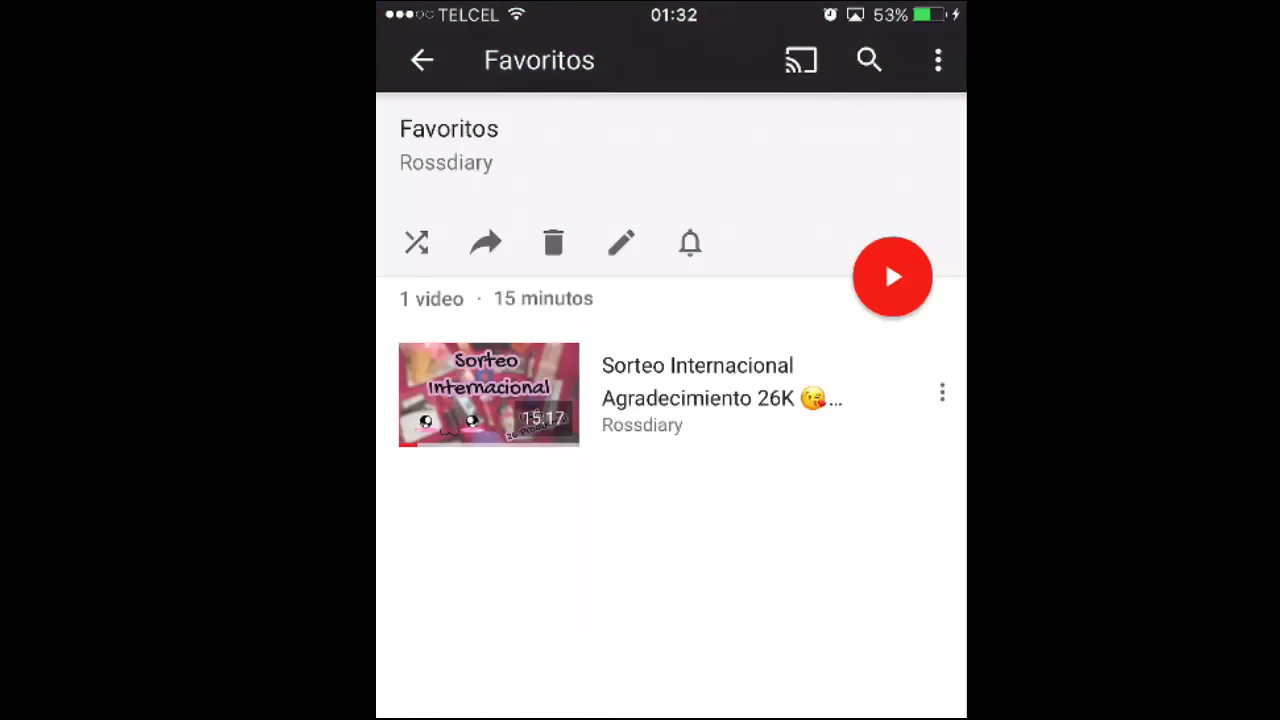 TELCEL 01:32 53%
Favoritos
Favoritos
Rossdiary
1 video · 15 minutos
Sorteo
Internacional
15:17
Sorteo Internacional
Agradecimiento 26K 😘...
Rossdiary